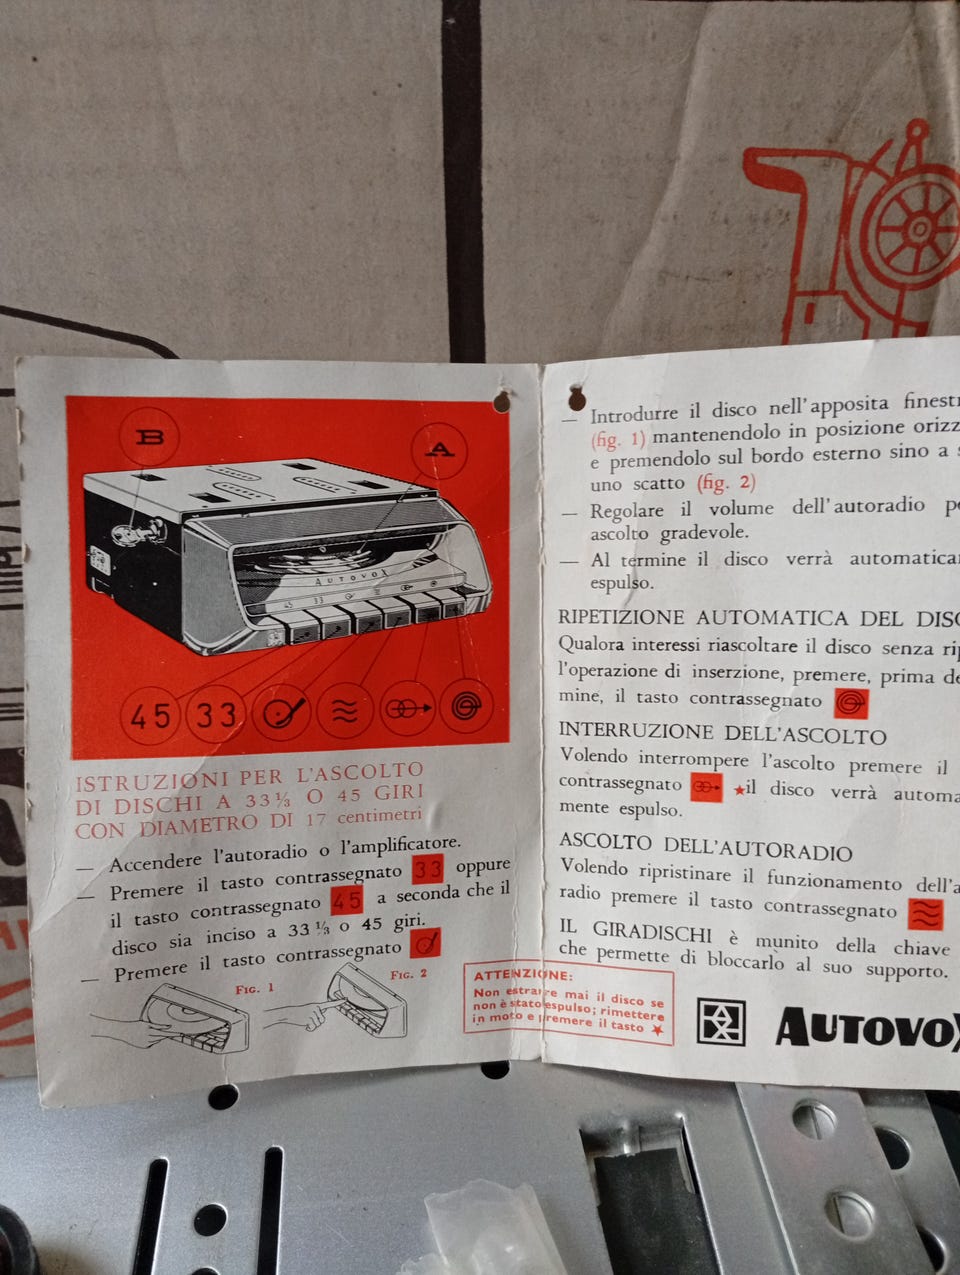 B
A
AUTOVOX
45 33
45 33
ISTRUZIONI PER L'ASCOLTO
DI DISCHI A 33⅓ O 45 GIRI
CON DIAMETRO DI 17 centimetri
— Accendere l'autoradio o l'amplificatore.
— Premere il tasto contrassegnato 33 oppure
il tasto contrassegnato 45 a seconda che il
disco sia inciso a 33⅓ o 45 giri.
— Premere il tasto contrassegnato
FIG. 1
FIG. 2
— Introdurre il disco nell'apposita
(fig. 1) mantenendolo in posizione
e premendolo sul bordo esterno sino a
uno scatto (fig. 2)
— Regolare il volume dell'autoradio
ascolto gradevole.
— Al termine il disco verrà
espulso.
RIPETIZIONE AUTOMATICA DEL
Qualora interessi riascoltare il disco senza
l'operazione di inserzione, premere, prima
mine, il tasto contrassegnato
INTERRUZIONE DELL'ASCOLTO
Volendo interrompere l'ascolto premere il
contrassegnato ★il disco verrà
mente espulso.
ASCOLTO DELL'AUTORADIO
Volendo ripristinare il funzionamento
radio premere il tasto contrassegnato
IL GIRADISCHI è munito della chiave
che permette di bloccarlo al suo supporto.
ATTENZIONE:
Non estrarre mai il disco se
non è stato espulso; rimettere
in moto e premere il tasto ★
AUTOVOX